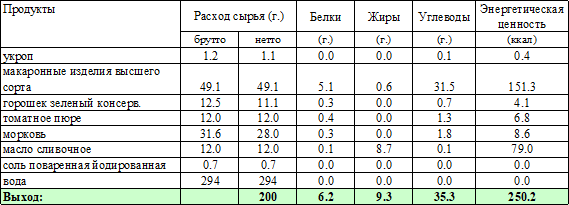 Продукты Расход сырья (г.) Белки Жиры Углеводы Энергетическая ценность
брутто нетто (г.) (г.) (г.) (ккал)
укроп 1.2 1.1 0.0 0.0 0.1 0.4
макаронные изделия высшего
сорта 49.1 49.1 5.1 0.6 31.5 151.3
горошек зеленый консерв. 12.5 11.1 0.3 0.0 0.7 4.1
томатное пюре 12.0 12.0 0.4 0.0 1.3 6.8
морковь 31.6 28.0 0.3 0.0 1.8 8.6
масло сливочное 12.0 12.0 0.1 8.7 0.1 79.0
соль поваренная йодированная 0.7 0.7 0.0 0.0 0.0 0.0
вода 294 294 0.0 0.0 0.0 0.0
Выход: 200 6.2 9.3 35.3 250.2